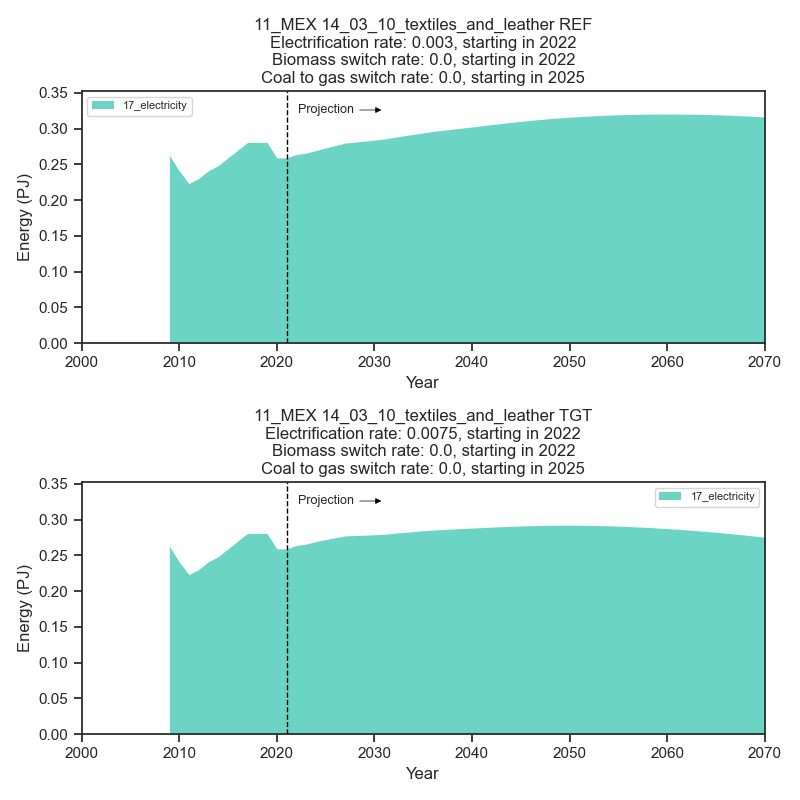 11_MEX 14_03_10_textiles_and_leather REF
Electrification rate: 0.003, starting in 2022
Biomass switch rate: 0.0, starting in 2022
Coal to gas switch rate: 0.0, starting in 2025
0.35
17_electricity
Projection
0.30
0.25
0.20
0.15
0.10
0.05
0.00
Energy (PJ)
2000 2010 2020 2030 2040 2050 2060 2070
Year
11_MEX 14_03_10_textiles_and_leather TGT
Electrification rate: 0.0075, starting in 2022
Biomass switch rate: 0.0, starting in 2022
Coal to gas switch rate: 0.0, starting in 2025
0.35
Projection
17_electricity
0.30
0.25
0.20
0.15
0.10
0.05
0.00
Energy (PJ)
2000 2010 2020 2030 2040 2050 2060 2070
Year